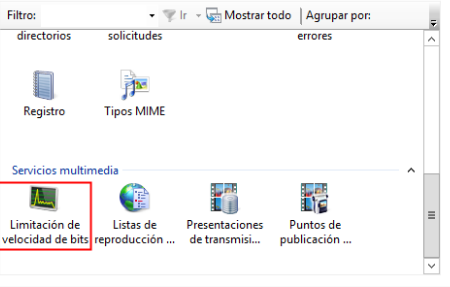 Filtro: Ir Mostrar todo Agrupar por:
directorios solicitudes errores
Registro Tipos MIME
Servicios multimedia
Limitación de Listas de Presentaciones Puntos de
velocidad de bits reproducción ... de transmisi... publicación ...